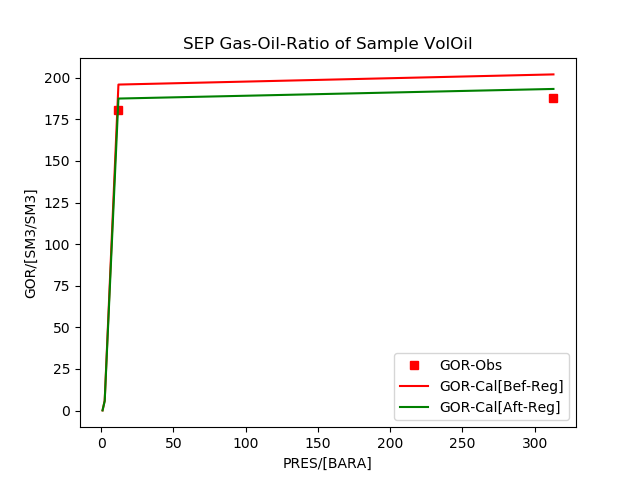 SEP Gas-Oil-Ratio of Sample VolOil
200
175
150
125
100
75
50
25
0
GOR/[SM3/SM3]
0 50 100 150 200 250 300
PRES/[BARA]
GOR-Obs
GOR-Cal[Bef-Reg]
GOR-Cal[Aft-Reg]